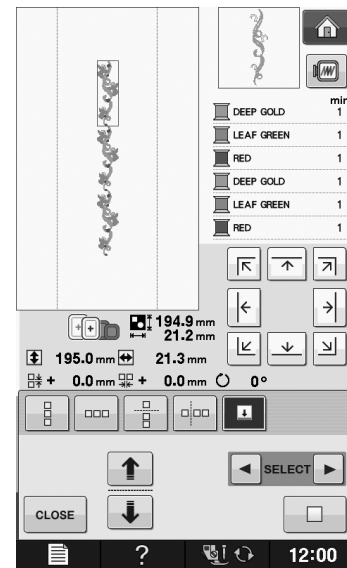 min
DEEP GOLD 1
LEAF GREEN 1
RED 1
DEEP GOLD 1
LEAF GREEN 1
RED 1
194.9 mm
21.2 mm
195.0 mm 21.3 mm
+ 0.0 mm + 0.0 mm 0°
SELECT
CLOSE
? 12:00